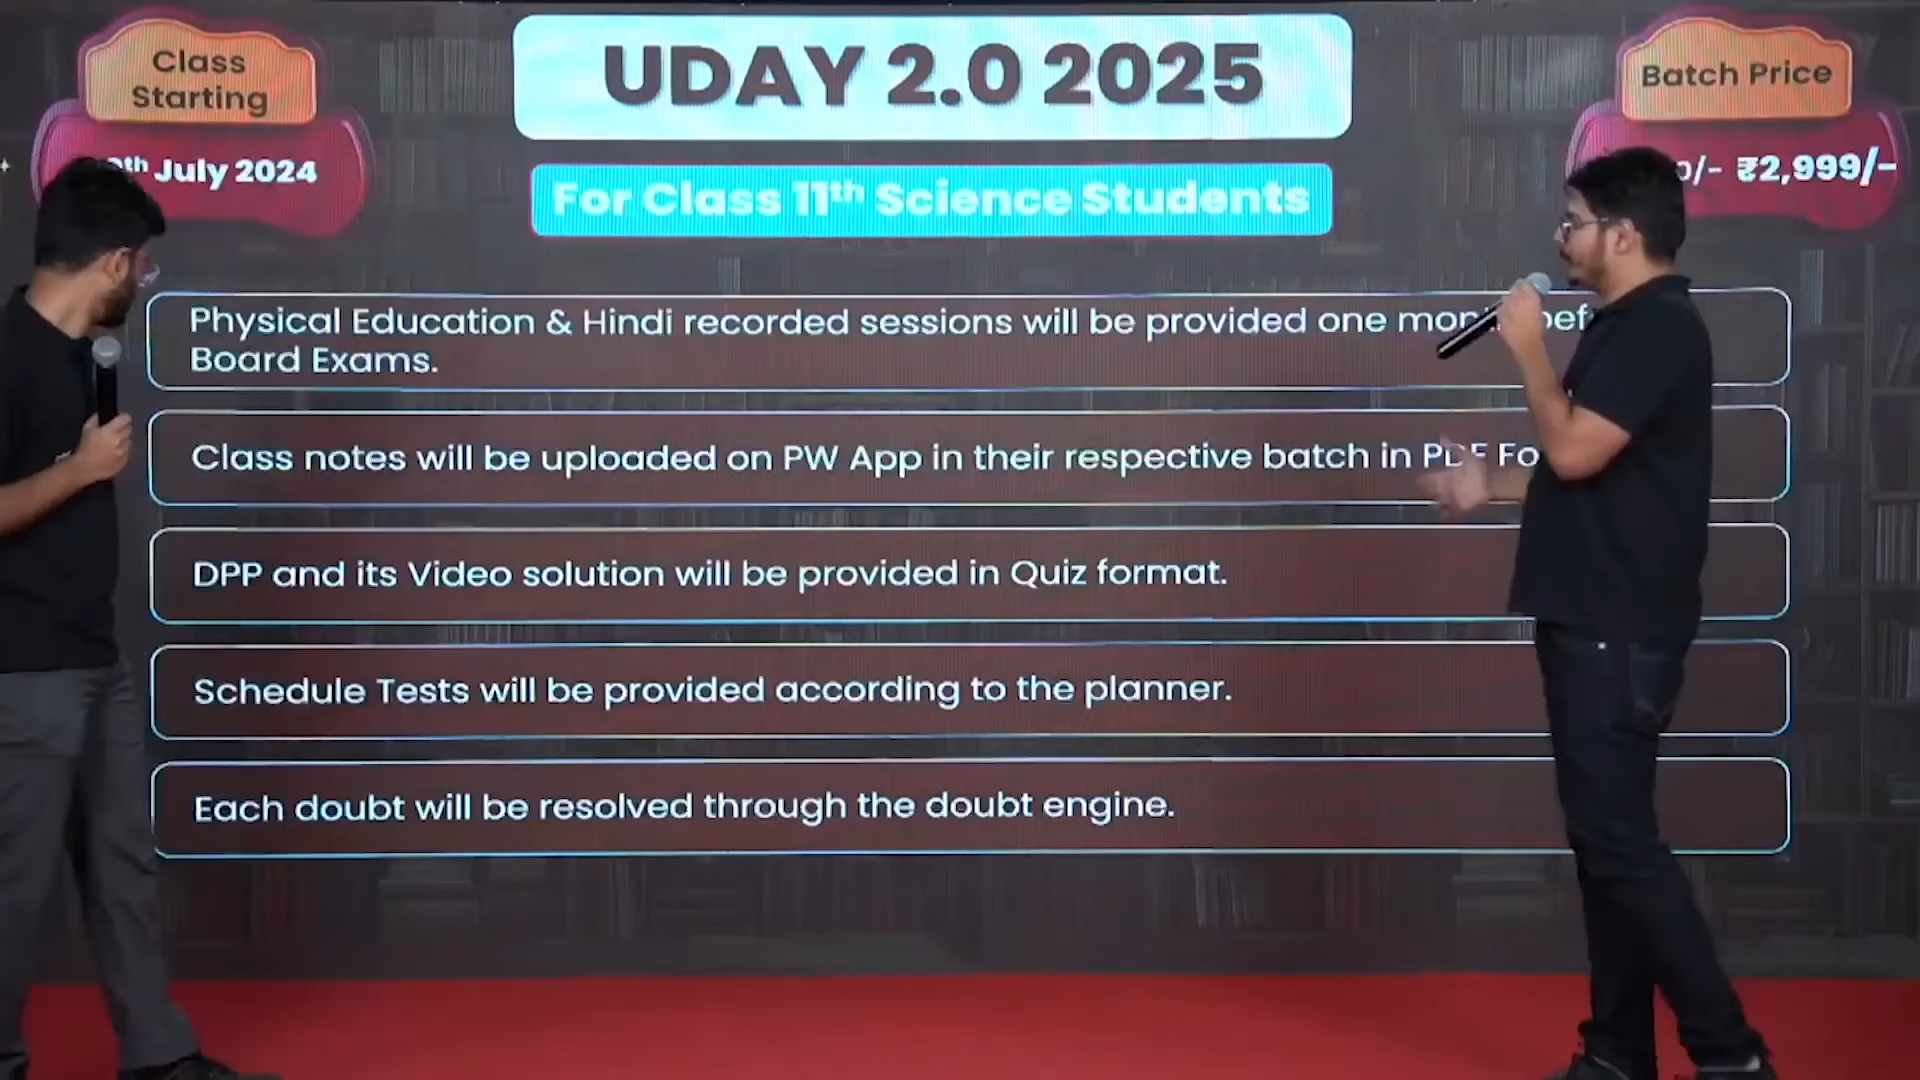 Class
Starting
th July 2024
UDAY 2.0 2025
For Class 11th Science Students
Batch Price
0/- ₹2,999/-
Physical Education & Hindi recorded sessions will be provided one
Board Exams.
Class notes will be uploaded on PW App in their respective batch in PDF
DPP and its Video solution will be provided in Quiz format.
Schedule Tests will be provided according to the planner.
Each doubt will be resolved through the doubt engine.